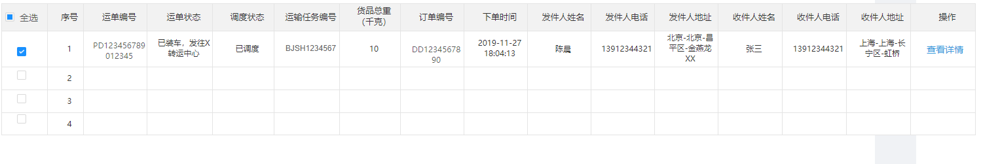 全选 序号 运单编号 运单状态 调度状态 运输任务编号 货品总重 订单编号 下单时间 发件人姓名 发件人电话 发件人地址 收件人姓名 收件人电话 收件人地址 操作
（千克）
1 PD123456789 已装车，发往X 已调度 BJSH1234567 10 DD12345678 2019-11-27 陈晨 13912344321 北京-北京-昌 张三 13912344321 上海-上海-长 查看详情
012345 转运中心 90 18:04:13 平区-金燕龙 宁区-虹桥
XX
2
3
4